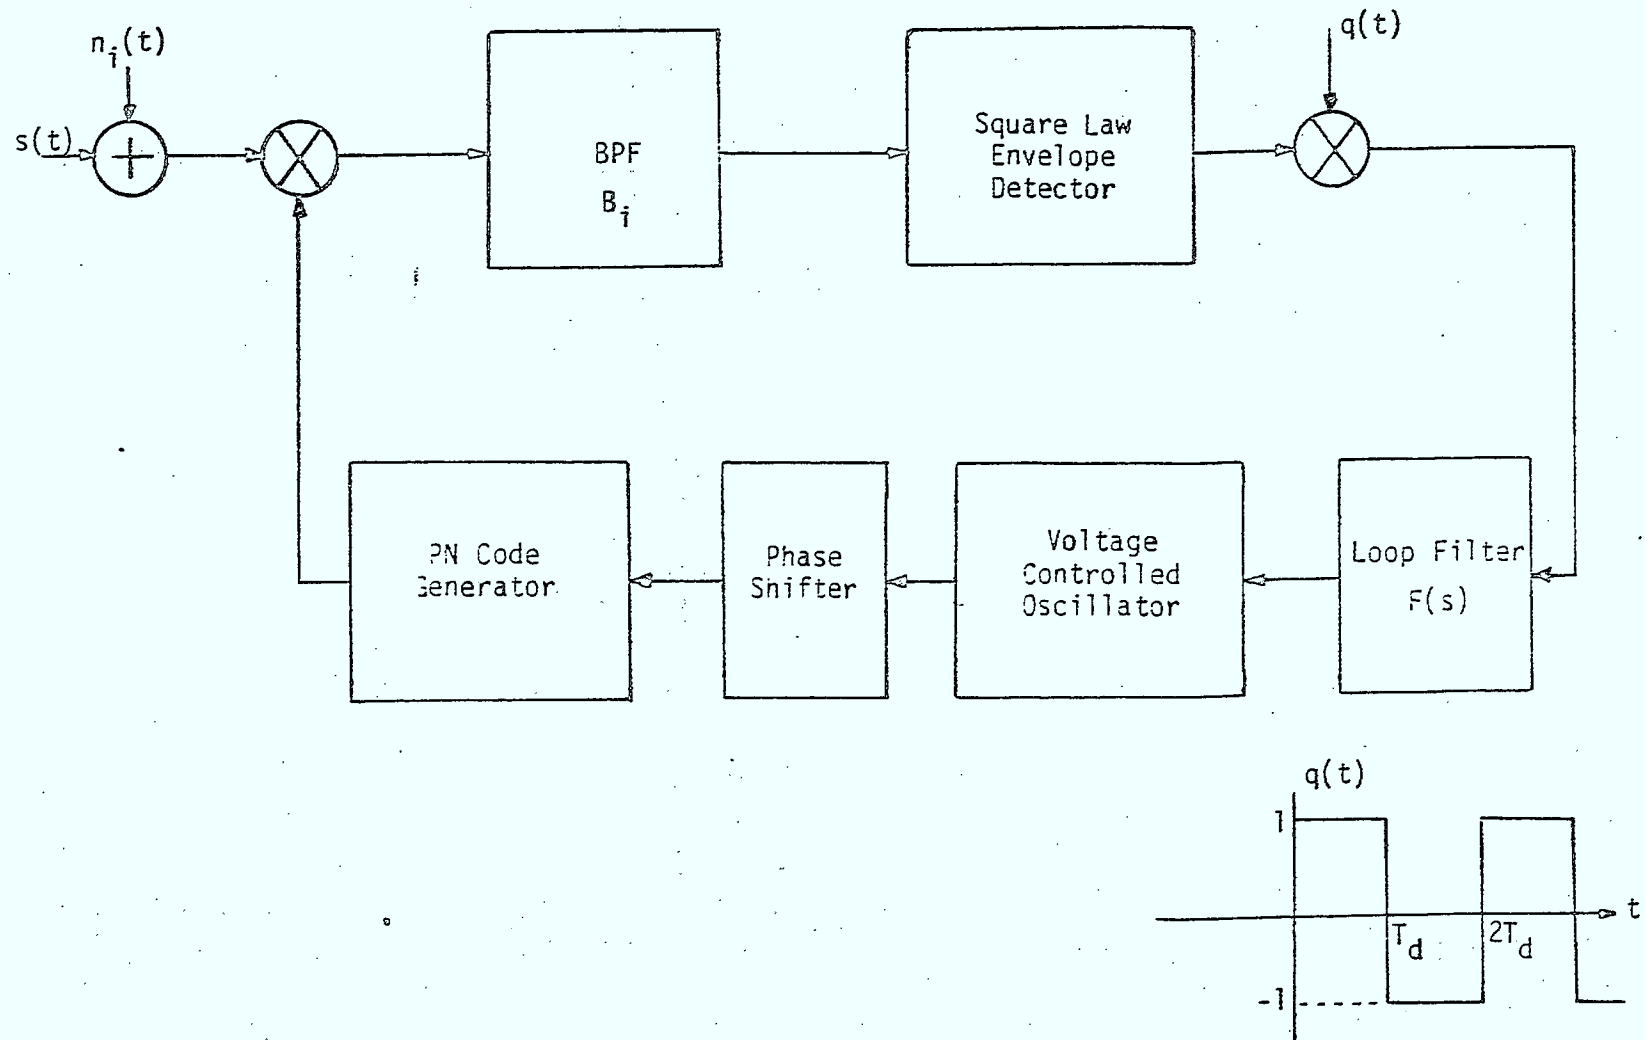 n_i(t)
q(t)
s(t)
BPF
B_i
Square Law
Envelope
Detector
PN Code
Generator
Phase
Shifter
Voltage
Controlled
Oscillator
Loop Filter
F(s)
q(t)
1
t
T_d
2T_d
-1